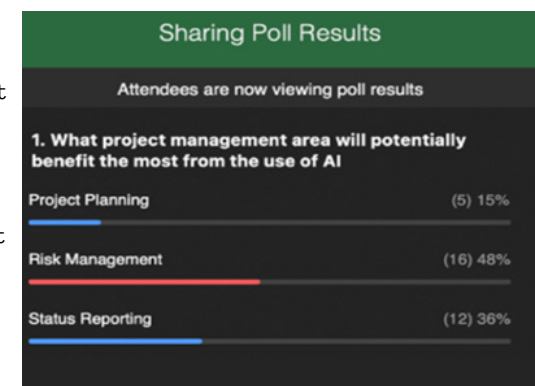 Sharing Poll Results
Attendees are now viewing poll results
1. What project management area will potentially
benefit the most from the use of AI
Project Planning (5) 15%
Risk Management (16) 48%
Status Reporting (12) 36%